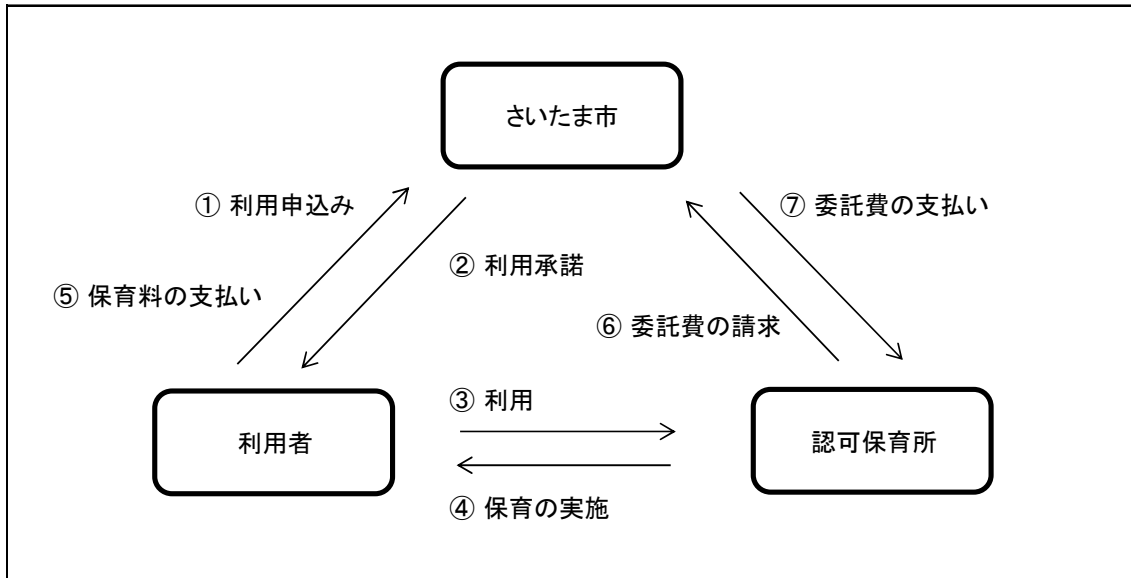 さいたま市
① 利用申込み
⑦ 委託費の支払い
② 利用承諾
⑤ 保育料の支払い
⑥ 委託費の請求
③ 利用
利用者
認可保育所
④ 保育の実施